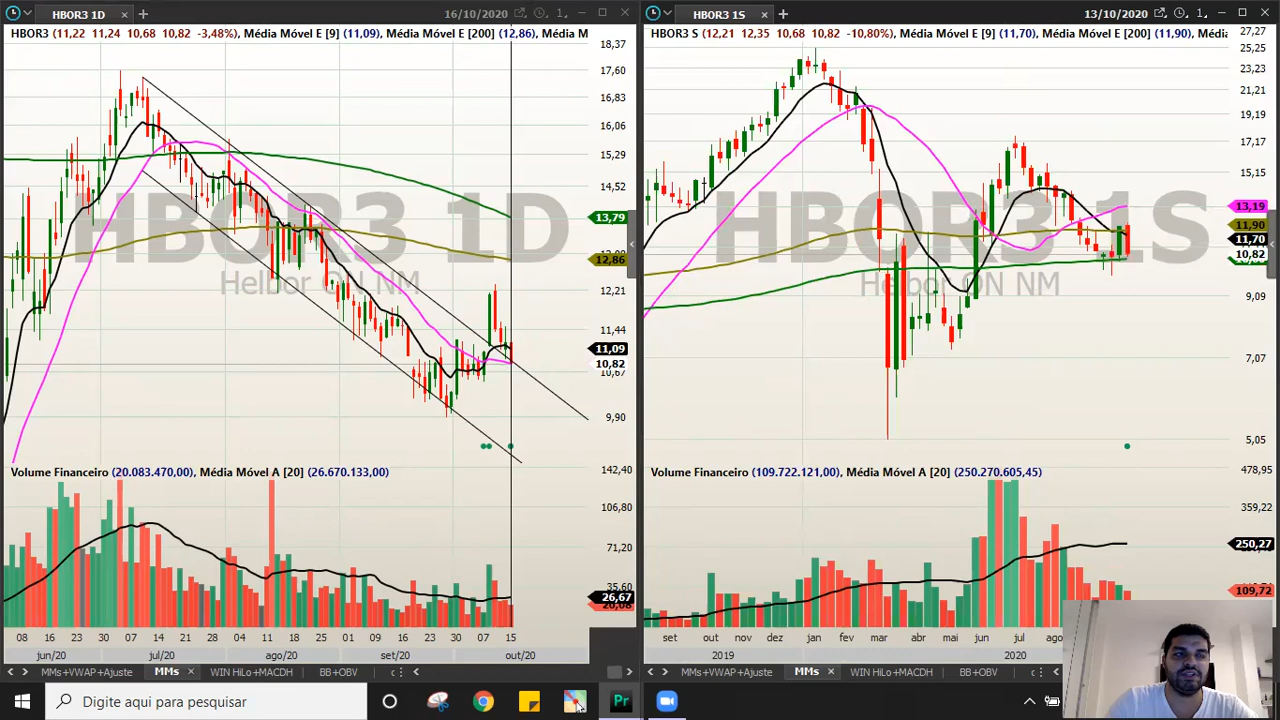 HBOR3 1D
16/10/2020
1
HBOR3 (11,22 11,24 10,68 10,82 -3,48%), Média Móvel E [9] (11,09), Média Móvel E [200] (12,86), Média M
HBOR3 1D
Helbor ON NM
18,37
17,60
16,83
16,06
15,29
14,52
13,79
12,86
12,21
11,44
11,09
10,82
10,67
9,90
Volume Financeiro (20.083.470,00), Média Móvel A [20] (26.670.133,00)
142,40
106,80
71,20
35,60
26,67
20,08
08 16 23 30 07 14 21 28 04 11 18 25 01 09 16 23 30 07 15
jun/20 jul/20 ago/20 set/20 out/20
MMs+VWAP+Ajuste MMs WIN HiLo+MACDH BB+OBV
HBOR3 1S
13/10/2020
1
HBOR3 S (12,21 12,35 10,68 10,82 -10,80%), Média Móvel E [9] (11,70), Média Móvel E [200] (11,90), Média
HBOR3 1S
Helbor ON NM
27,27
25,25
23,23
21,21
19,19
17,17
15,15
13,19
11,90
11,70
10,82
9,09
7,07
5,05
Volume Financeiro (109.722.121,00), Média Móvel A [20] (250.270.605,45)
478,95
359,22
250,27
109,72
set out nov dez jan fev mar abr mai jun jul ago
2019 2020
MMs+VWAP+Ajuste MMs WIN HiLo+MACDH BB+OBV
Digite aqui para pesquisar
Pr